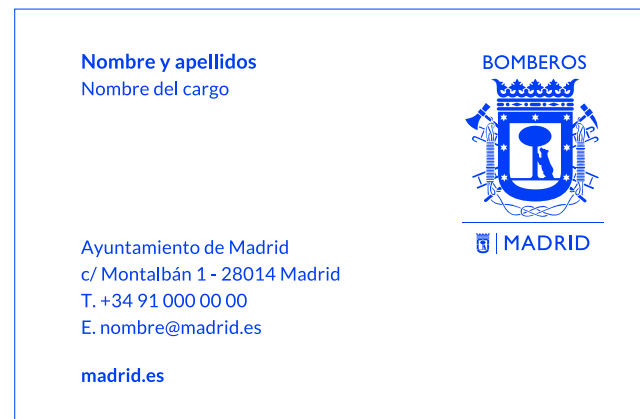 Nombre y apellidos
Nombre del cargo
BOMBEROS
MADRID
Ayuntamiento de Madrid
c/ Montalbán 1 - 28014 Madrid
T. +34 91 000 00 00
E. nombre@madrid.es
madrid.es